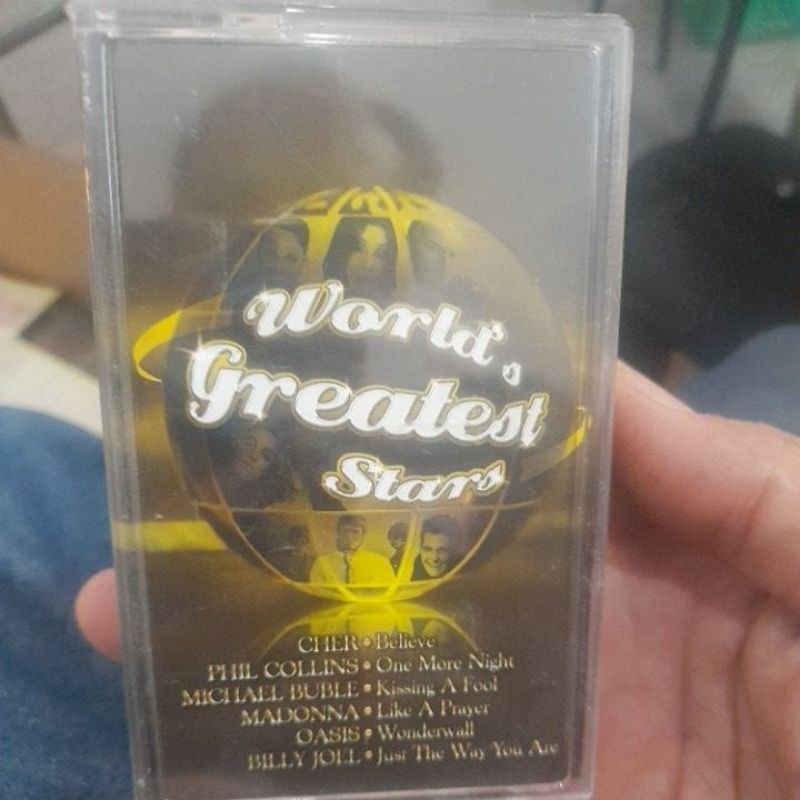 World's
Greatest
Stars
CHER • Believe
PHIL COLLINS • One More Night
MICHAEL BUBLE • Kissing A Fool
MADONNA • Like A Prayer
OASIS • Wonderwall
BILLY JOEL • Just The Way You Are